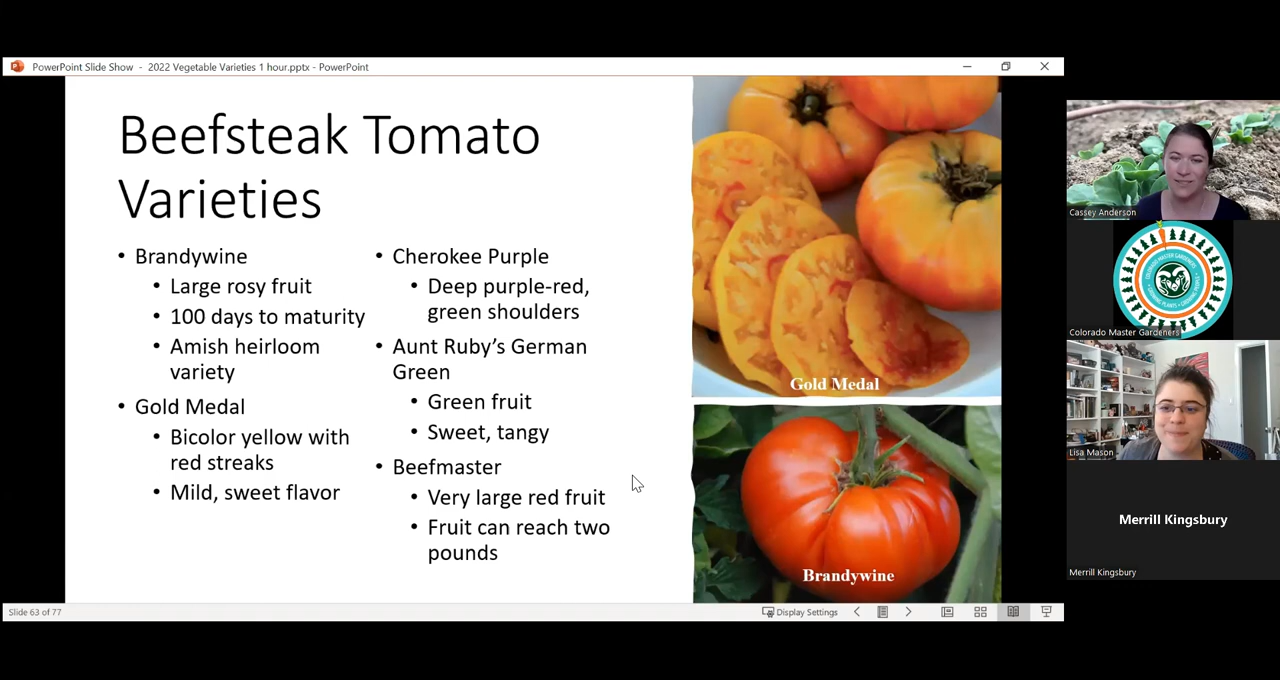 PowerPoint Slide Show - 2022 Vegetable Varieties 1 hour.pptx - PowerPoint
Beefsteak Tomato
Varieties
• Brandywine
• Large rosy fruit
• 100 days to maturity
• Amish heirloom
variety
• Gold Medal
• Bicolor yellow with
red streaks
• Mild, sweet flavor
• Cherokee Purple
• Deep purple-red,
green shoulders
• Aunt Ruby's German
Green
• Green fruit
• Sweet, tangy
• Beefmaster
• Very large red fruit
• Fruit can reach two
pounds
Gold Medal
Brandywine
Slide 63 of 77
Display Settings
Cassey Anderson
COLORADO MASTER GARDENERS
Colorado Master Gardeners
Lisa Mason
Merrill Kingsbury
Merrill Kingsbury